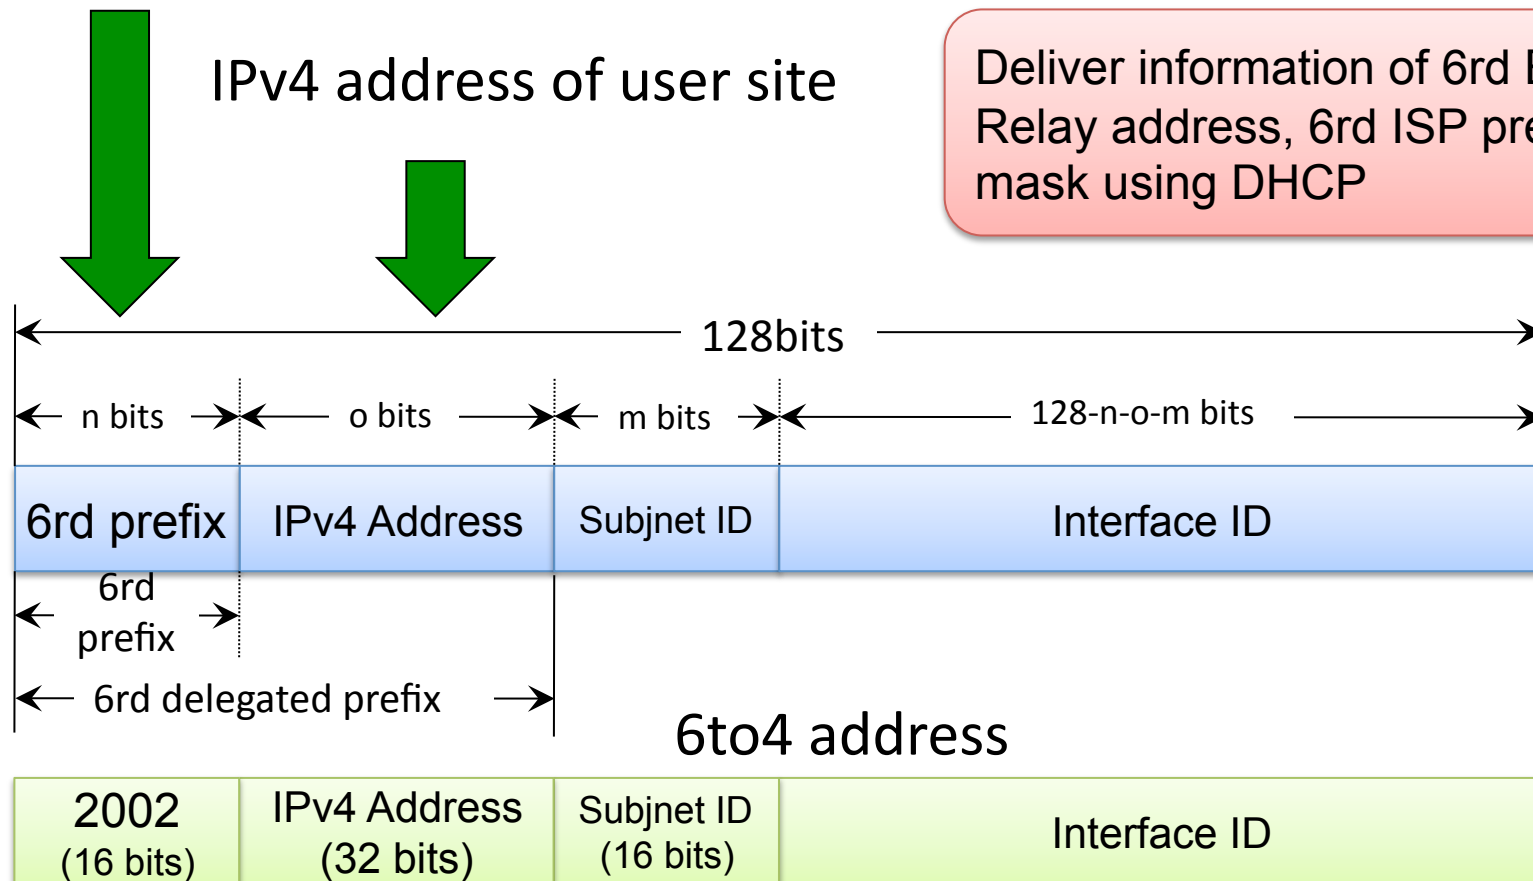 IPv4 address of user site
Deliver information of 6rd
Relay address, 6rd ISP
mask using DHCP
128bits
n bits
o bits
m bits
128-n-o-m bits
6rd prefix
IPv4 Address
Subjnet ID
Interface ID
6rd
prefix
6rd delegated prefix
6to4 address
2002
(16 bits)
IPv4 Address
(32 bits)
Subjnet ID
(16 bits)
Interface ID